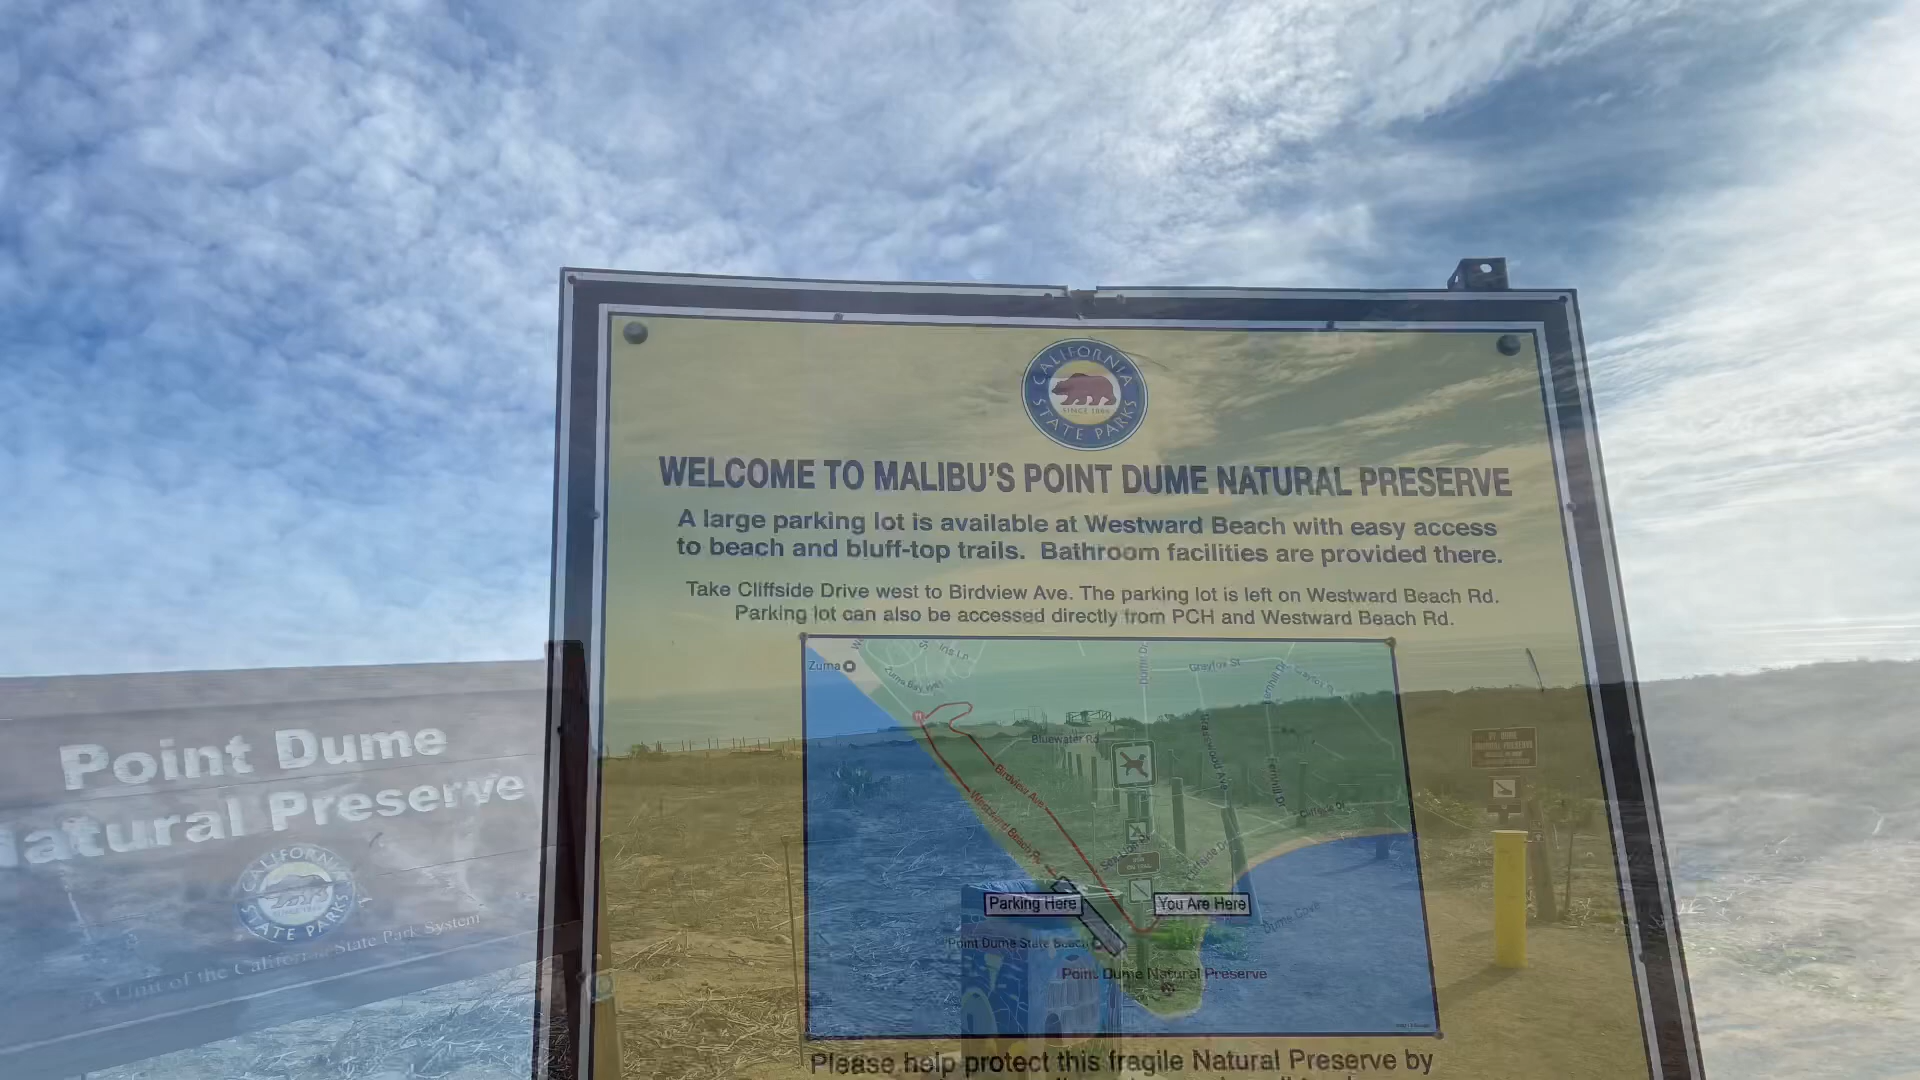 CALIFORNIA
SINCE 1864
STATE PARKS
WELCOME TO MALIBU'S POINT DUME NATURAL PRESERVE
A large parking lot is available at Westward Beach with easy access
to beach and bluff-top trails. Bathroom facilities are provided there.
Take Cliffside Drive west to Birdview Ave. The parking lot is left on Westward Beach Rd.
Parking lot can also be accessed directly from PCH and Westward Beach Rd.
Zuma
Iris Ln
Zuma Bay Way
Grayfox St
Bluewater Rd
Birdview Ave
Westward Beach Rd
Grasswood Ave
Fernhill Dr
Cliffside Dr
Cliffside Dr
Parking Here
You Are Here
Dume Cove
Point Dume State Beach
Point Dume Natural Preserve
Please help protect this fragile Natural Preserve by
Point Dume
Natural Preserve
CALIFORNIA
STATE PARKS
A Unit of the California State Park System